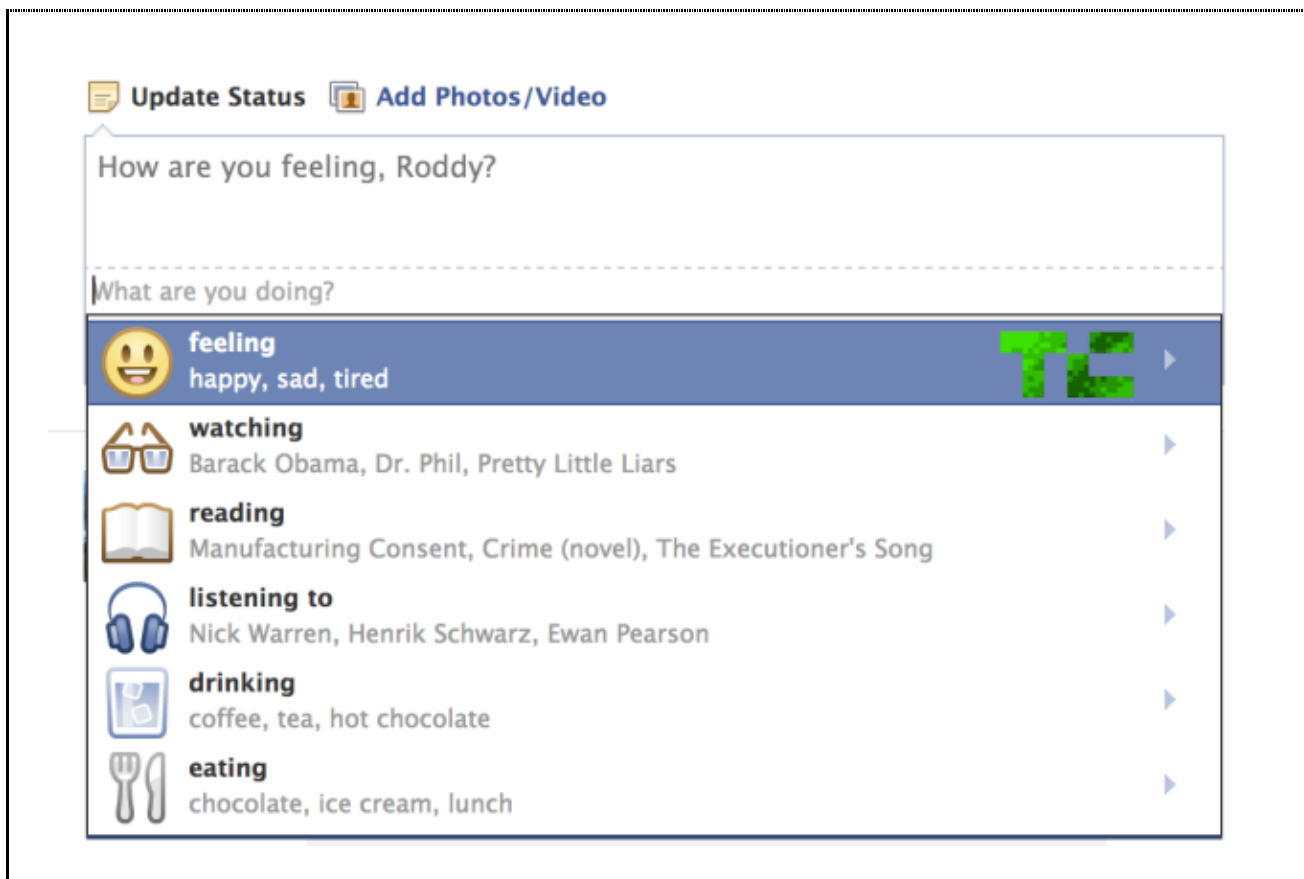 Update Status Add Photos/Video
How are you feeling, Roddy?
What are you doing?
feeling
happy, sad, tired
TC
watching
Barack Obama, Dr. Phil, Pretty Little Liars
reading
Manufacturing Consent, Crime (novel), The Executioner's Song
listening to
Nick Warren, Henrik Schwarz, Ewan Pearson
drinking
coffee, tea, hot chocolate
eating
chocolate, ice cream, lunch